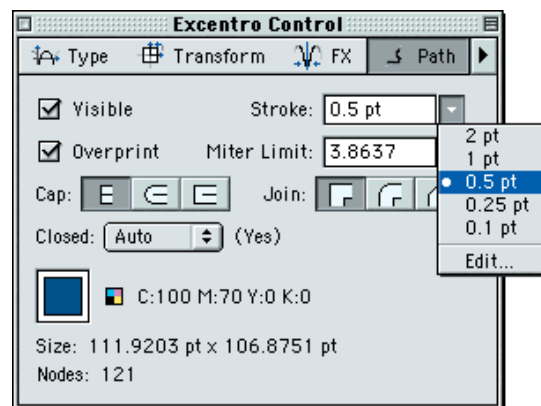 Excentro Control
Type Transform FX Path
Visible Stroke: 0.5 pt
2 pt
Overprint Miter Limit: 3.8637
1 pt
0.5 pt
Cap: Join:
0.25 pt
0.1 pt
Closed: Auto (Yes)
Edit...
C:100 M:70 Y:0 K:0
Size: 111.9203 pt x 106.8751 pt
Nodes: 121